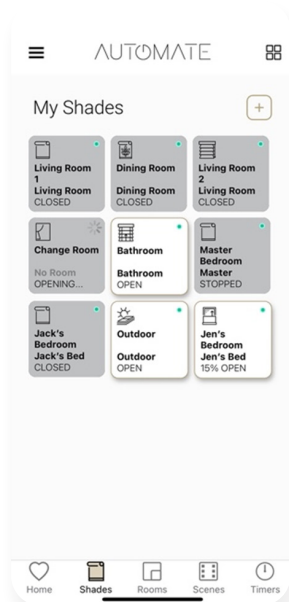 AUTOMATE
My Shades
+
Living Room
1
Living Room
CLOSED
Dining Room
Dining Room
CLOSED
Living Room
2
Living Room
CLOSED
Change Room
No Room
OPENING...
Bathroom
Bathroom
OPEN
Master
Bedroom
Master
STOPPED
Jack's
Bedroom
Jack's Bed
CLOSED
Outdoor
Outdoor
OPEN
Jen's
Bedroom
Jen's Bed
15% OPEN
Home
Shades
Rooms
Scenes
Timers